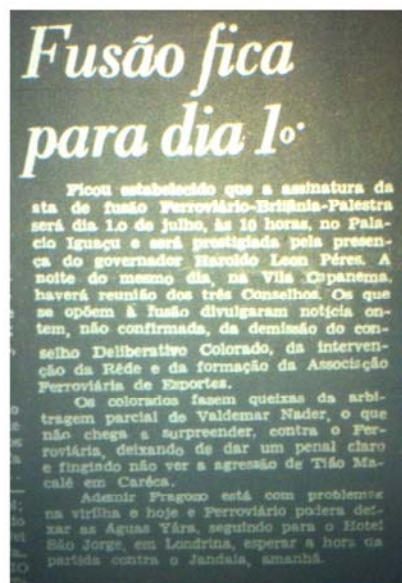 Fusão fica
para dia 1o.
Ficou estabelecido que a assinatura da
ata de fusão Ferroviário-Britânia-Palestra
será dia 1.o de julho, às 10 horas, no Pala-
cio Iguaçu e será prestigiada pela presen-
ça do governador Haroldo Leon Péres. A
noite do mesmo dia, na Vila Capanema,
haverá reunião dos três Conselhos. Os que
se opõem à fusão divulgaram notícia on-
tem, não confirmada, da demissão do con-
selho Deliberativo Colorado, da interven-
ção da Rêde e da formação da Associação
Ferroviária de Esportes.
Os colorados fazem queixas da arbi-
tragem parcial de Valdemar Nader, o que
não chega a surpreender, contra o Fer-
roviária, deixando de dar um penal claro
e fingindo não ver a agressão de Tião Ma-
calé em Caréca.
Ademir Fragoso está com problemas
na virilha e hoje e Ferroviário podera dei-
xar as Aguas Yára, seguindo para o Hotel
São Jorge, em Londrina, esperar a hora da
partida contra o Jandaia, amanhã.